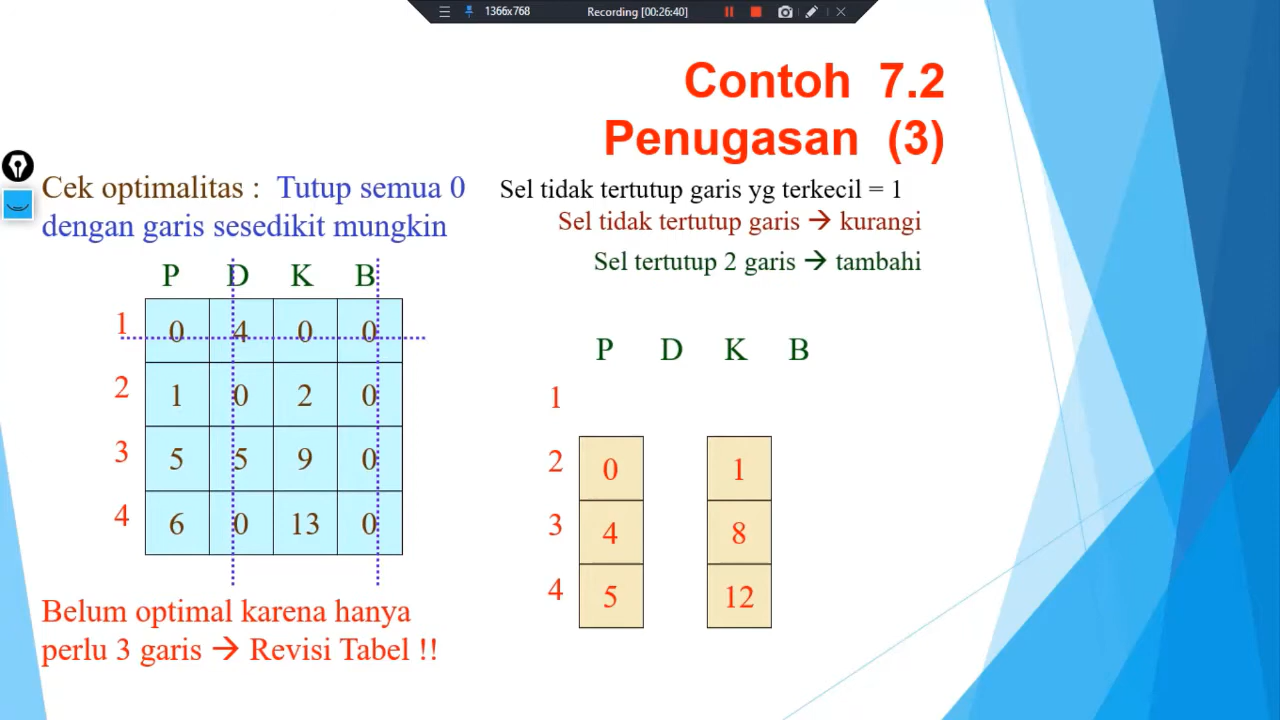 1366x768
Recording [00:26:40]
Contoh 7.2
Penugasan (3)
Cek optimalitas : Tutup semua 0
dengan garis sesedikit mungkin
P D K B
1 0 4 0 0
2 1 0 2 0
3 5 5 9 0
4 6 0 13 0
Belum optimal karena hanya
perlu 3 garis → Revisi Tabel !!
Sel tidak tertutup garis yg terkecil = 1
Sel tidak tertutup garis → kurangi
Sel tertutup 2 garis → tambahi
P D K B
1
2 0 1
3 4 8
4 5 12